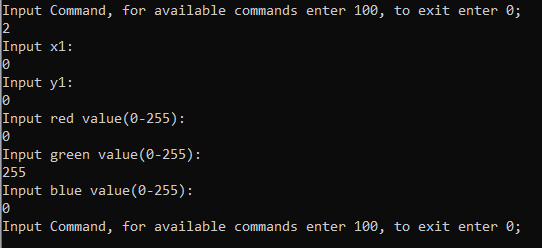 Input Command, for available commands enter 100, to exit enter 0;
2
Input x1:
0
Input y1:
0
Input red value(0-255):
0
Input green value(0-255):
255
Input blue value(0-255):
0
Input Command, for available commands enter 100, to exit enter 0;